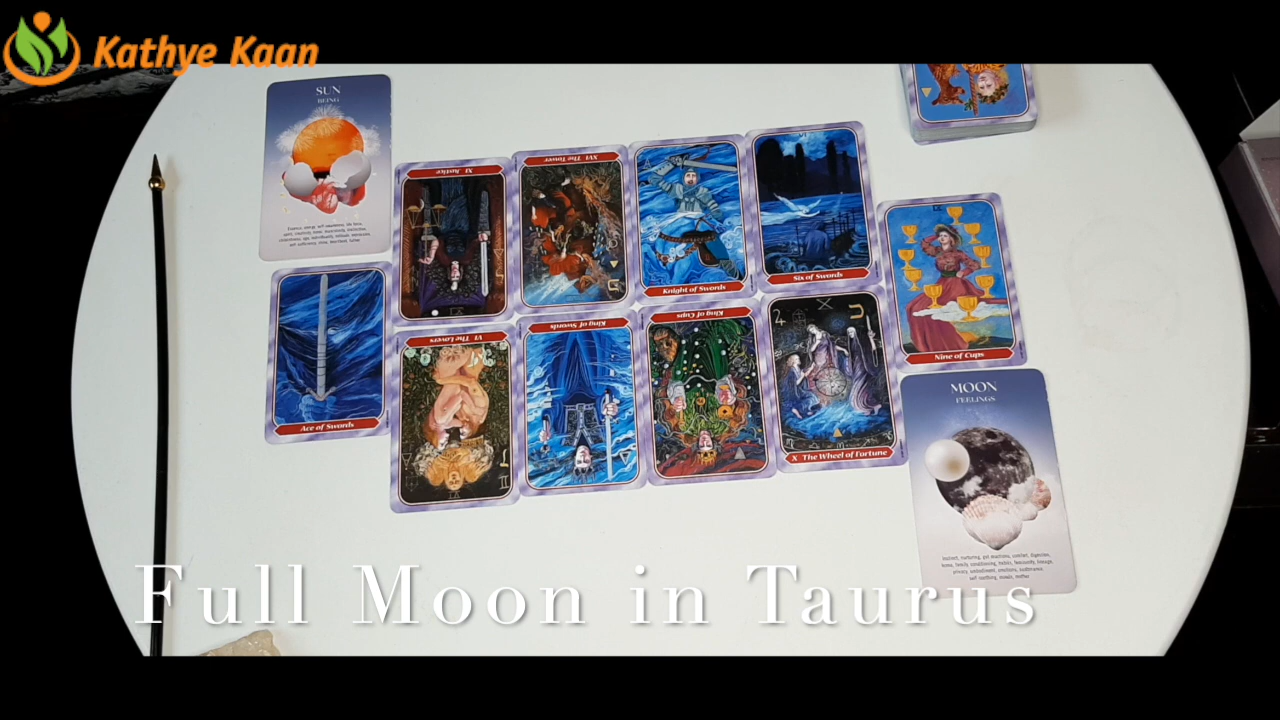 Kathye Kaan
SUN
BEING
XI Justice
XVI The Tower
Knight of Swords
Six of Swords
Nine of Cups
Ace of Swords
VI The Lovers
King of Swords
King of Cups
X The Wheel of Fortune
MOON
FEELINGS
Full Moon in Taurus